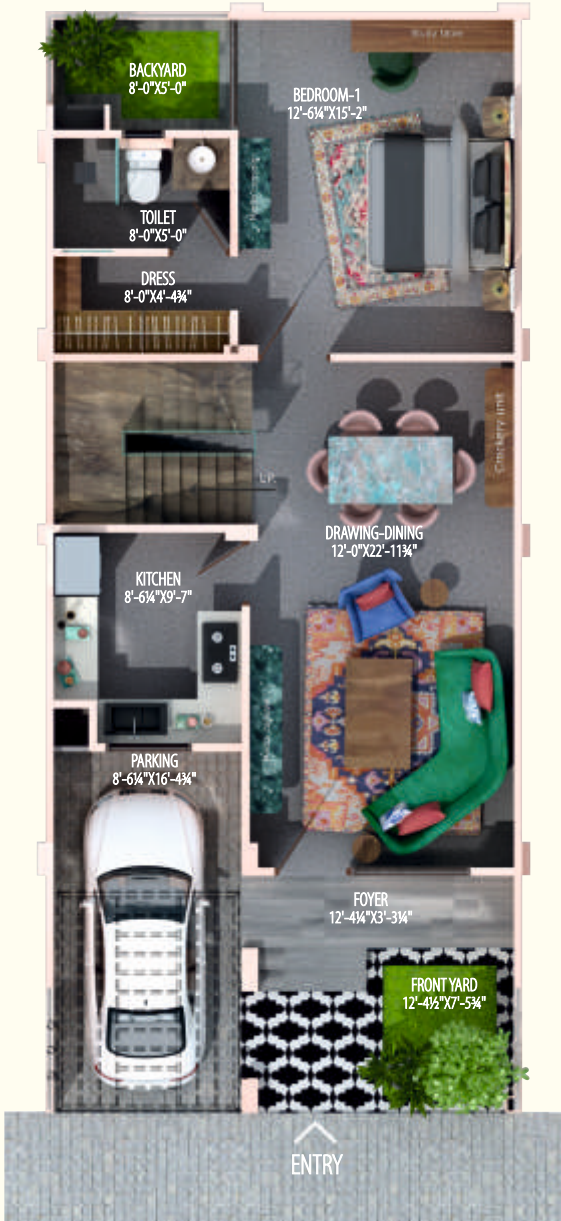 Study table
BACKYARD
8'-0"X5'-0"
BEDROOM-1
12'-6¼"X15'-2"
TOILET
8'-0"X5'-0"
DRESS
8'-0"X4'-4¾"
Crockery unit
UP
DRAWING-DINING
12'-0"X22'-11¾"
KITCHEN
8'-6¼"X9'-7"
PARKING
8'-6¼"X16'-4¾"
FOYER
12'-4¼"X3'-3¼"
FRONT YARD
12'-4½"X7'-5¾"
ENTRY